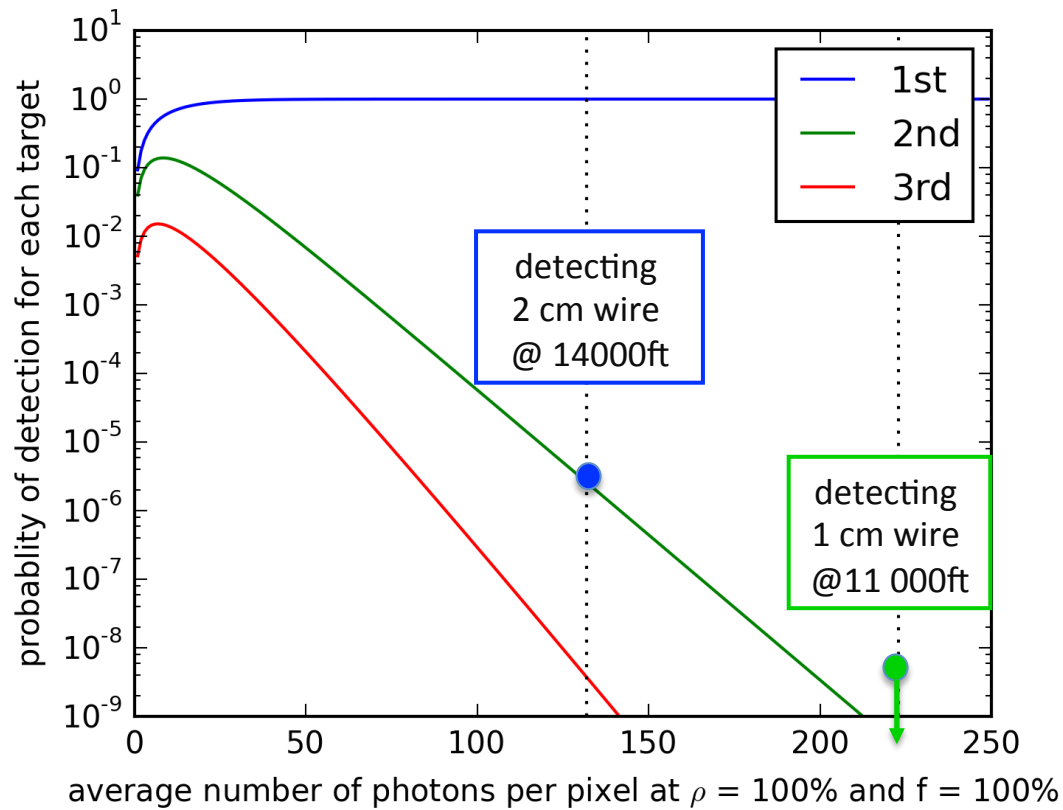 probablity of detection for each target
10^1
10^0
10^-1
10^-2
10^-3
10^-4
10^-5
10^-6
10^-7
10^-8
10^-9
1st
2nd
3rd
detecting
2 cm wire
@ 14000ft
detecting
1 cm wire
@11 000ft
0 50 100 150 200 250
average number of photons per pixel at ρ = 100% and f = 100%